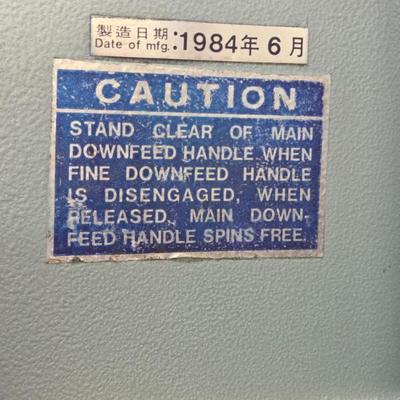 製造日期:1984年6月
Date of mfg.
CAUTION
STAND CLEAR OF MAIN
DOWNFEED HANDLE WHEN
FINE DOWNFEED HANDLE
IS DISENGAGED, WHEN
RELEASED, MAIN DOWN-
FEED HANDLE SPINS FREE.